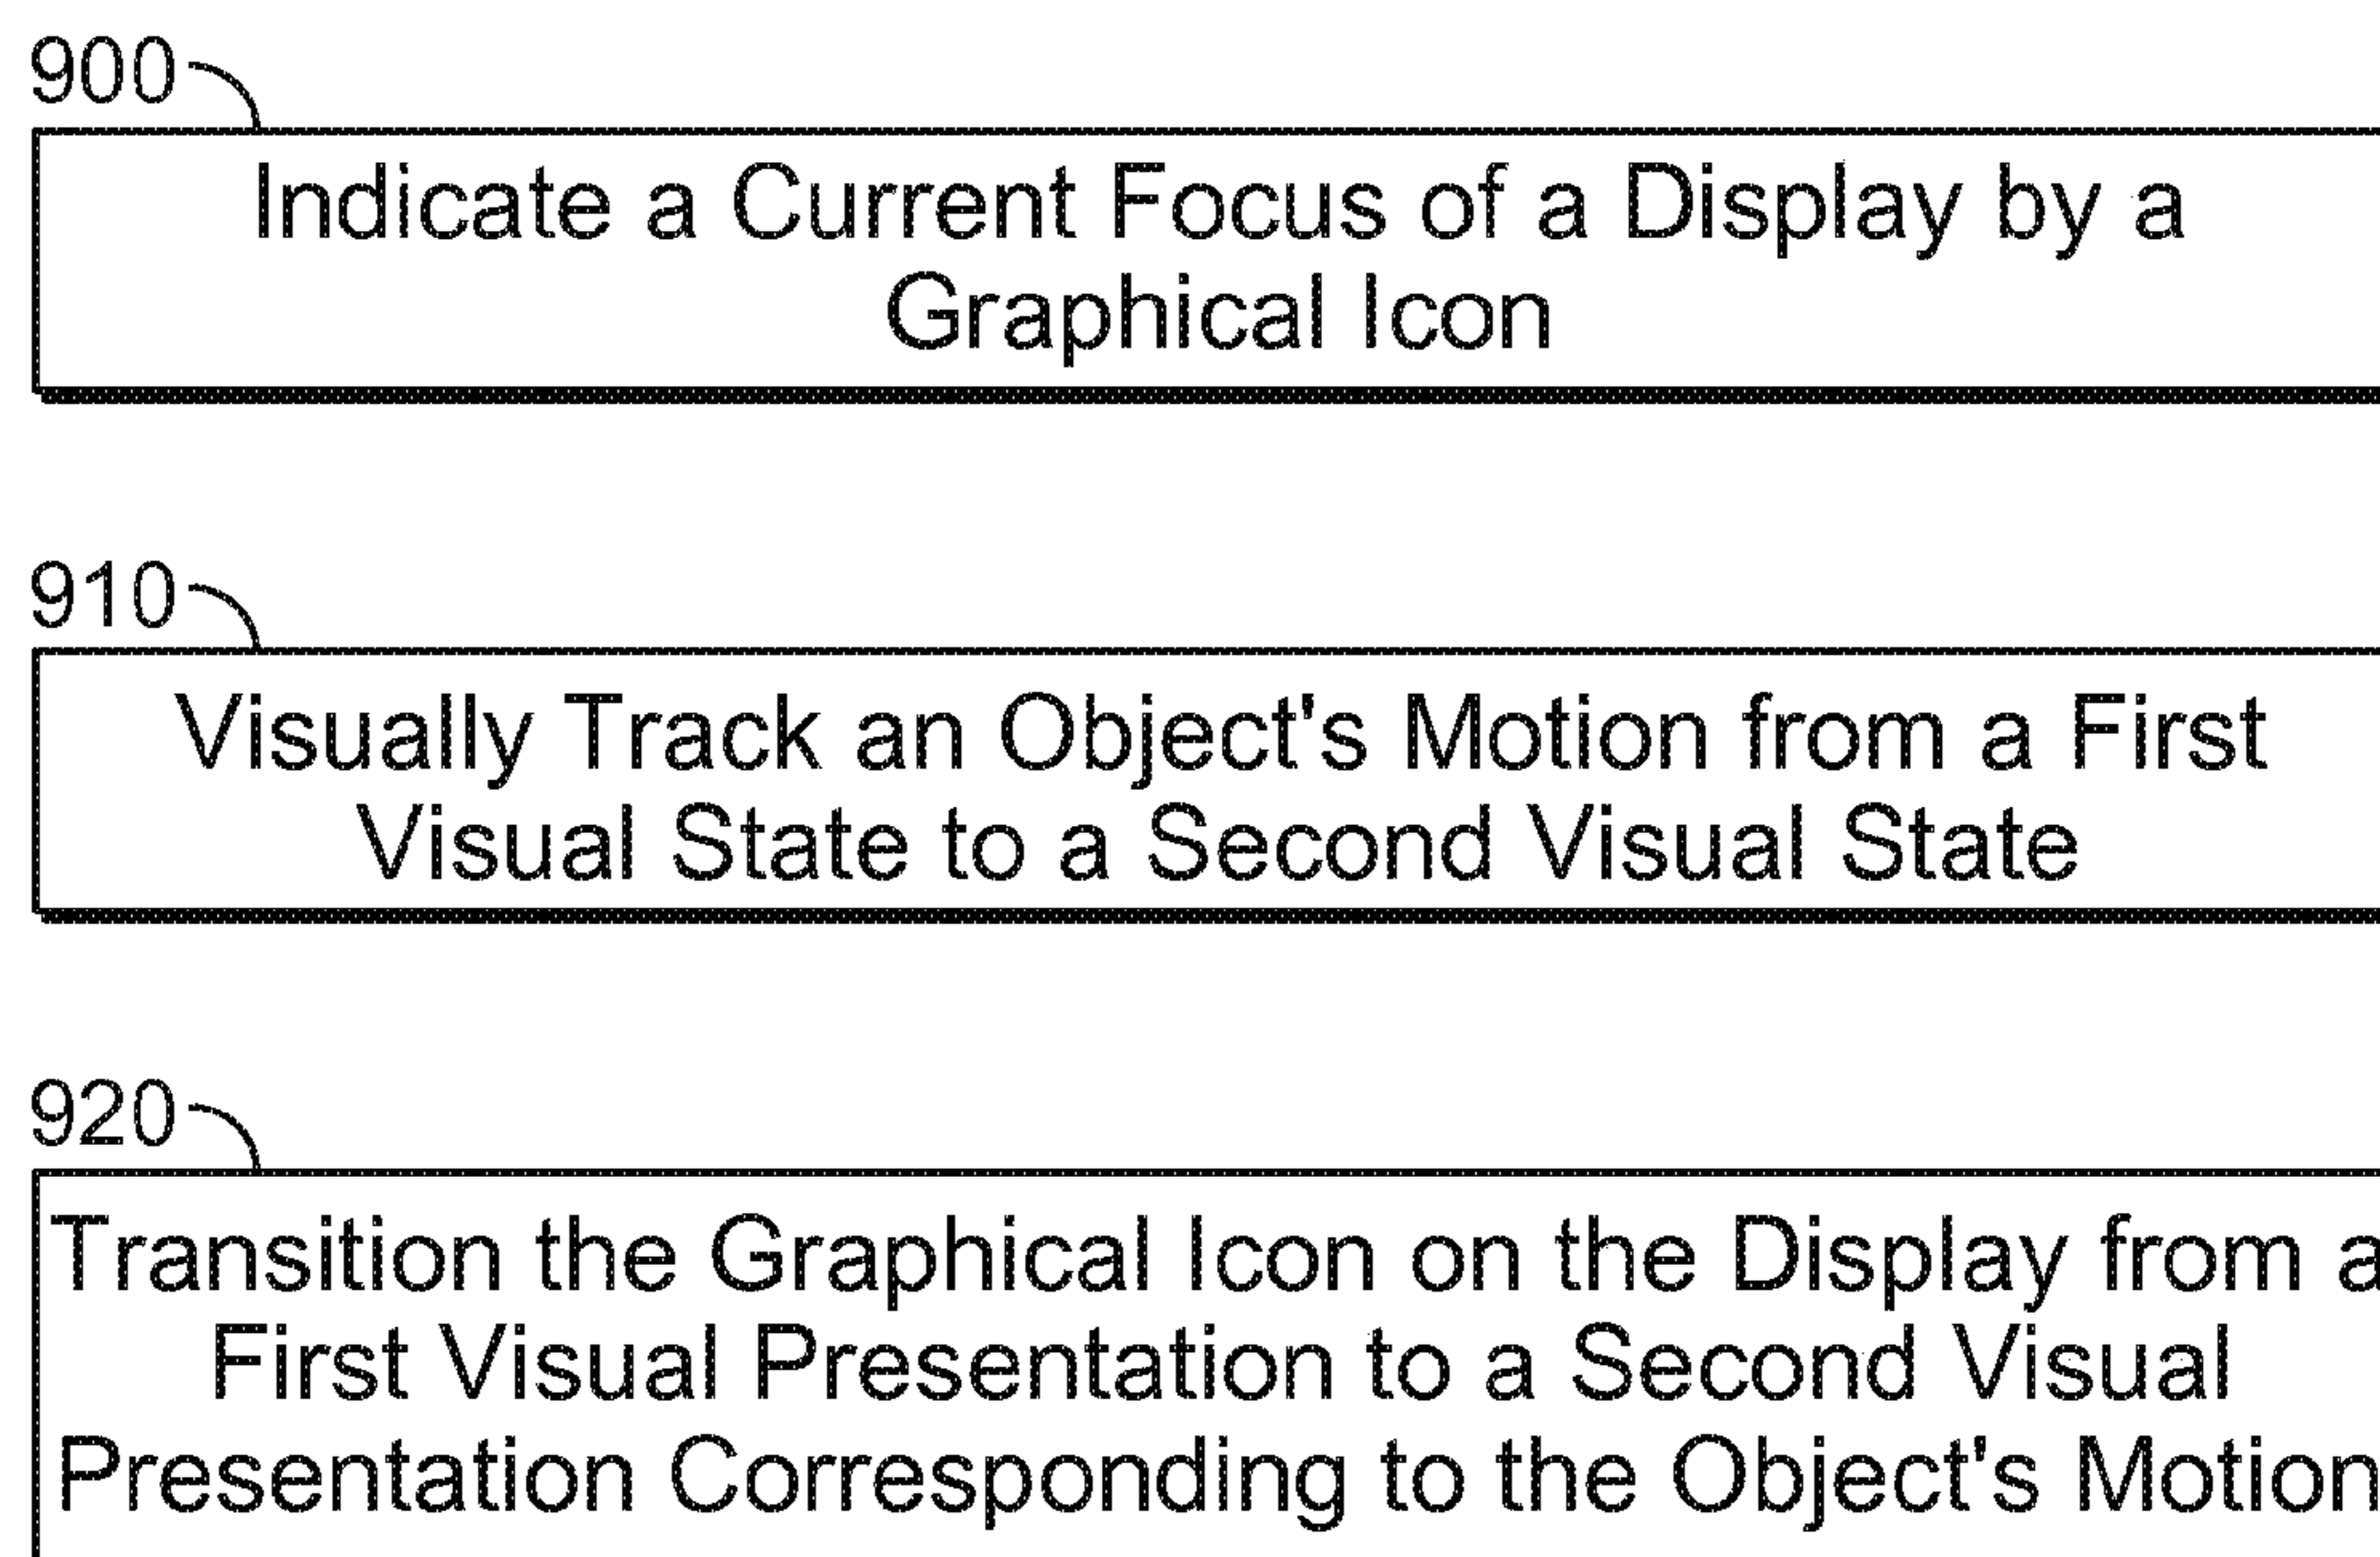 900
Indicate a Current Focus of a Display by a
Graphical Icon
910
Visually Track an Object's Motion from a First
Visual State to a Second Visual State
920
Transition the Graphical Icon on the Display from a
First Visual Presentation to a Second Visual
Presentation Corresponding to the Object's Motion